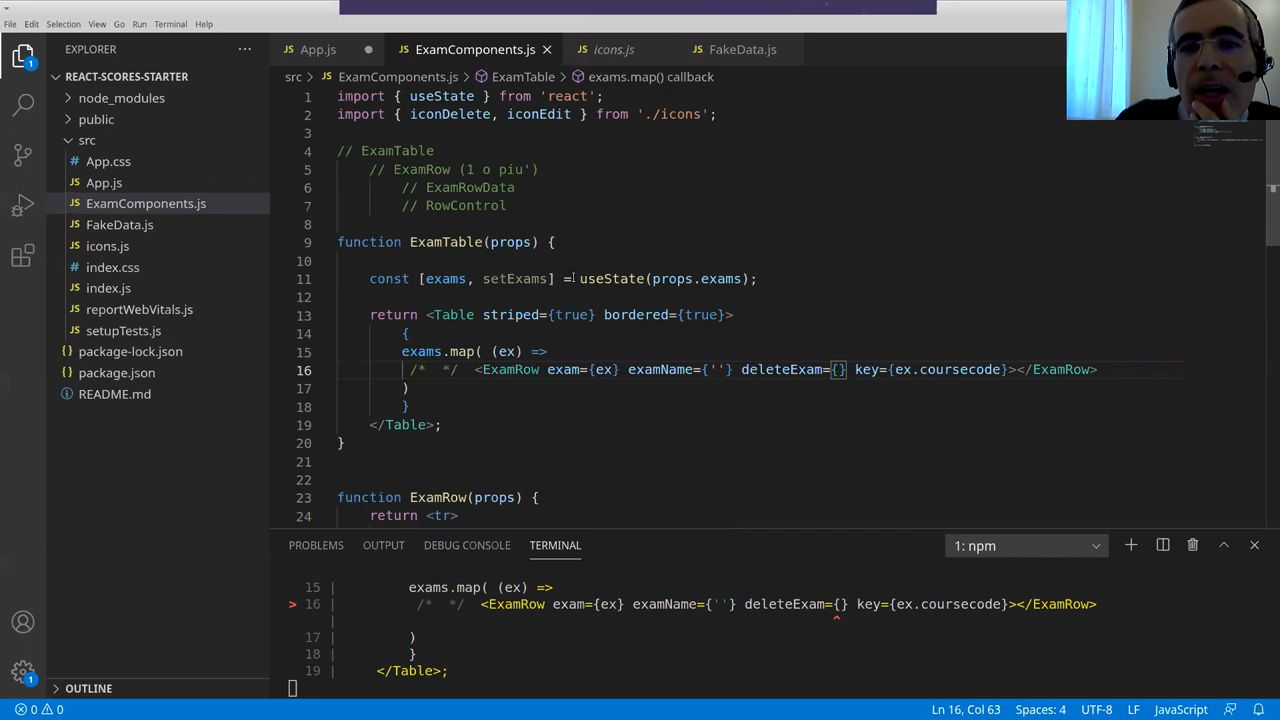 File Edit Selection View Go Run Terminal Help
EXPLORER
App.js
ExamComponents.js
icons.js
FakeData.js
REACT-SCORES-STARTER
src > JS ExamComponents.js > ExamTable > exams.map() callback
node_modules
public
src
# App.css
JS App.js
JS ExamComponents.js
JS FakeData.js
JS icons.js
# index.css
JS index.js
JS reportWebVitals.js
JS setupTests.js
{} package-lock.json
{} package.json
README.md
1 import { useState } from 'react';
2 import { iconDelete, iconEdit } from './icons';
3
4 // ExamTable
5 // ExamRow (1 o piu')
6 // ExamRowData
7 // RowControl
8
9 function ExamTable(props) {
10
11 const [exams, setExams] = useState(props.exams);
12
13 return <Table striped={true} bordered={true}>
14 {
15 exams.map( (ex) =>
16 /*  */ <ExamRow exam={ex} examName={''} deleteExam={} key={ex.coursecode}></ExamRow>
17 )
18 }
19 </Table>;
20 }
21
22
23 function ExamRow(props) {
24 return <tr>
PROBLEMS OUTPUT DEBUG CONSOLE TERMINAL
1: npm
15 | exams.map( (ex) =>
> 16 | /*  */ <ExamRow exam={ex} examName={''} deleteExam={} key={ex.coursecode}></ExamRow>
| ^
17 | )
18 | }
19 | </Table>;
OUTLINE
0 0
Ln 16, Col 63 Spaces: 4 UTF-8 LF JavaScript